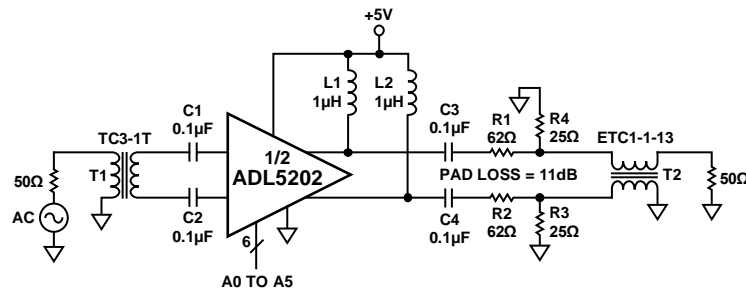 +5V
L1
1µH
L2
1µH
C1
0.1µF
C3
0.1µF
R1
62Ω
R4
25Ω
ETC1-1-13
TC3-1T
T1
50Ω
AC
1/2
ADL5202
PAD LOSS = 11dB
T2
50Ω
C2
0.1µF
C4
0.1µF
R2
62Ω
R3
25Ω
6
A0 TO A5